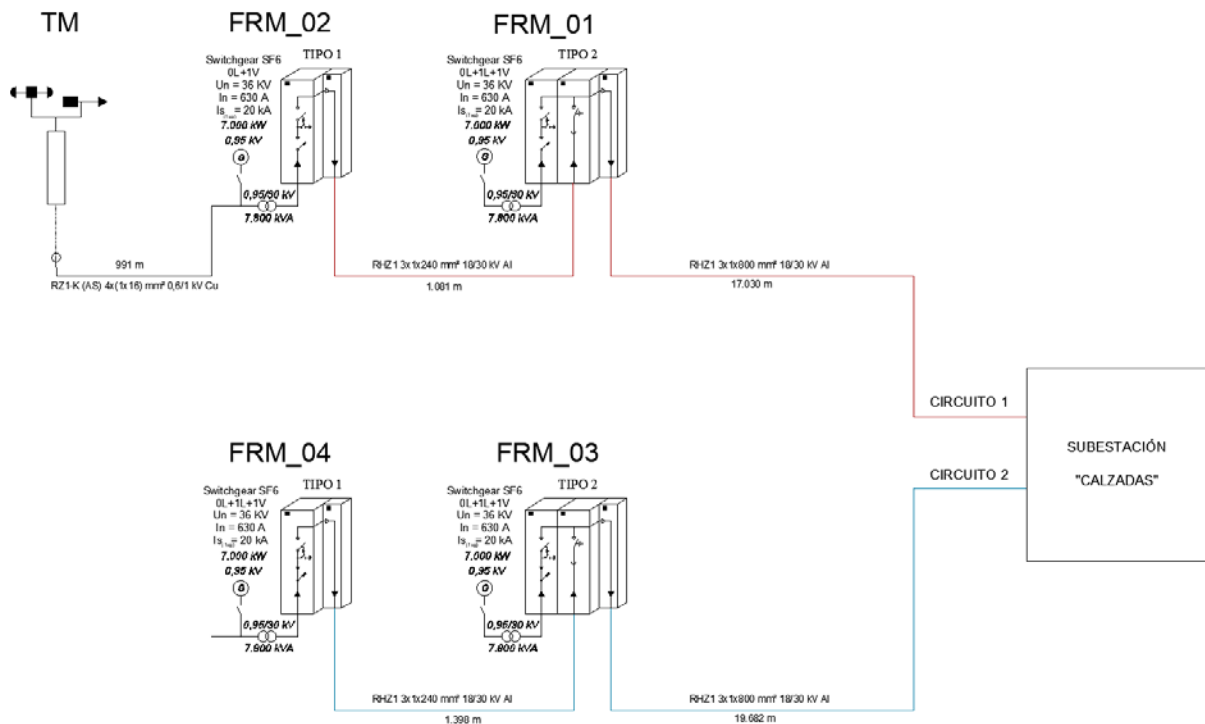 TM
FRM_02
TIPO 1
Switchgear SF6
0L+1V
Un = 36 KV
In = 630 A
Is(1seg) = 20 kA
7.000 kW
0,95 kV
G
0,95/30 kV
7.800 kVA
991 m
RZ1-K (AS) 4x(1x16) mm² 0,6/1 kV Cu
RHZ1 3x1x240 mm² 18/30 kV Al
1.081 m
FRM_01
TIPO 2
Switchgear SF6
0L+1L+1V
Un = 36 KV
In = 630 A
= 20 kA
7.000 kW
0,95 kV
G
0,95/30 kV
7.800 kVA
RHZ1 3x1x800 mm² 18/30 kV Al
17.030 m
CIRCUITO 1
FRM_04
TIPO 1
Switchgear SF6
0L+1L+1V
Un = 36 KV
In = 630 A
= 20 kA
7.000 kW
0,95 kV
G
0,95/30 kV
7.800 kVA
RHZ1 3x1x240 mm² 18/30 kV Al
1.398 m
FRM_03
TIPO 2
Switchgear SF6
0L+1L+1V
Un = 36 KV
In = 630 A
= 20 kA
7.000 kW
0,95 kV
G
0,95/30 kV
7.800 kVA
RHZ1 3x1x800 mm² 18/30 kV Al
19.682 m
CIRCUITO 2
SUBESTACIÓN
"CALZADAS"